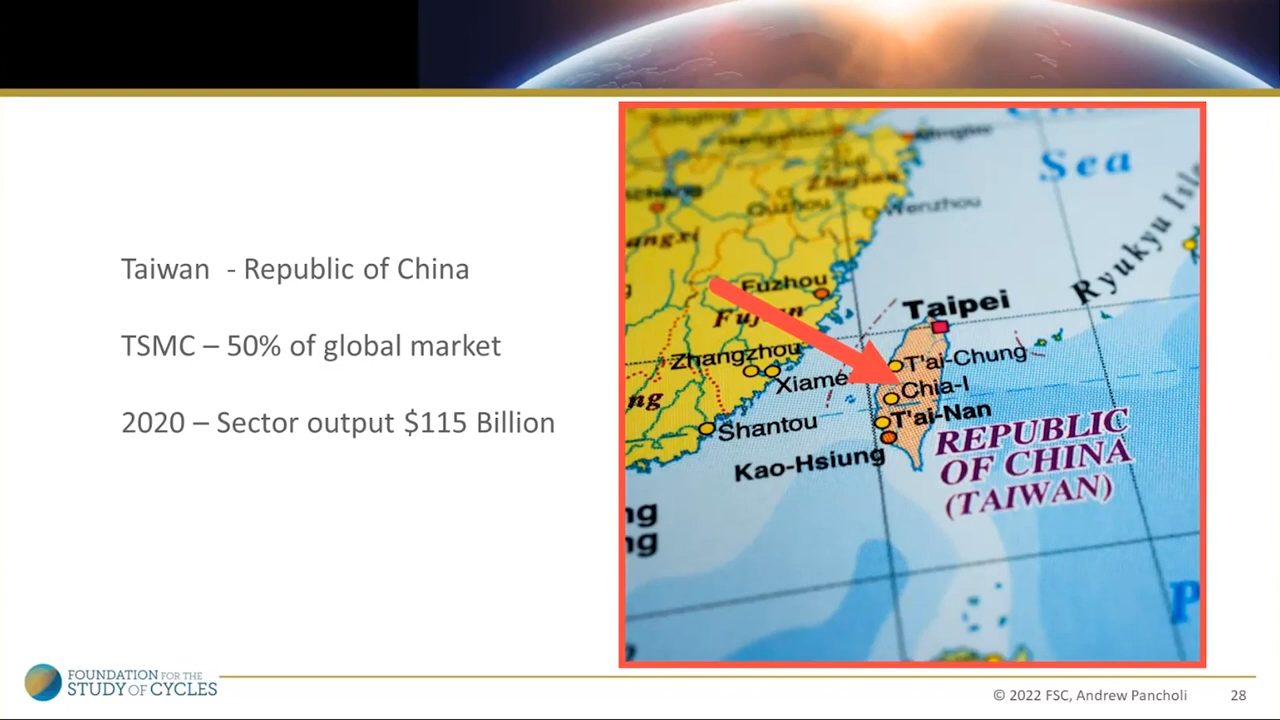 Taiwan - Republic of China
TSMC – 50% of global market
2020 – Sector output $115 Billion
Sea
Ryukyu
Wenzhou
Fuzhou
Taipei
Zhangzhou
T'ai-Chung
Chia-I
T'ai-Nan
Shantou
Kao-Hsiung
REPUBLIC
OF CHINA
(TAIWAN)
FOUNDATION FOR THE
STUDY OF CYCLES
© 2022 FSC, Andrew Pancholi
28